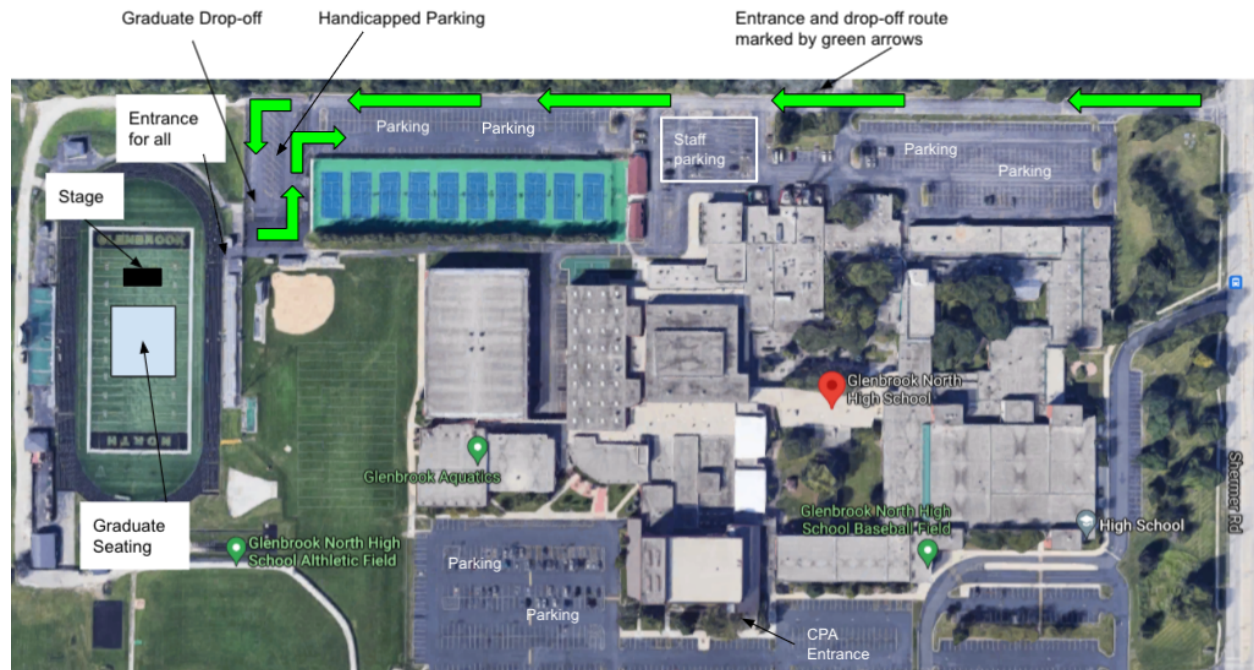 Graduate Drop-off
Handicapped Parking
Entrance and drop-off route
marked by green arrows
Entrance
for all
Parking
Parking
Staff
parking
Parking
Parking
Stage
GLENBROOK
Glenbrook North
High School
NORTH
Glenbrook Aquatics
Graduate
Seating
Glenbrook North High
School Althletic Field
Glenbrook North High
School Baseball Field
High School
Shermer Rd
Parking
Parking
CPA
Entrance